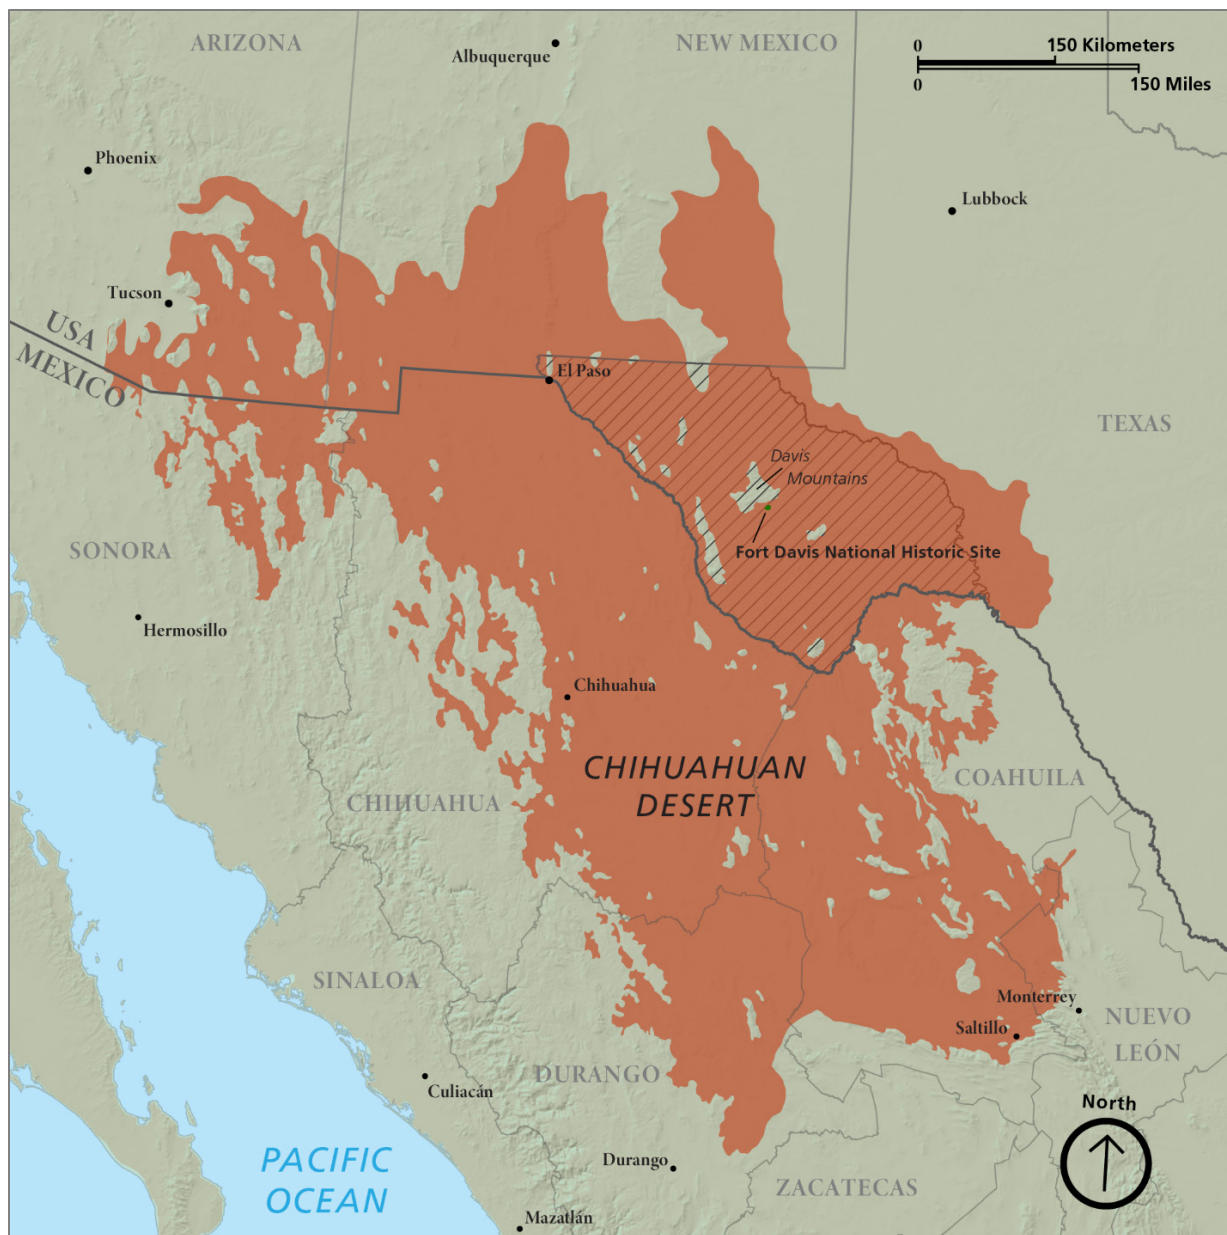 ARIZONA
Albuquerque
NEW MEXICO
0
150 Kilometers
0
150 Miles
Phoenix
Lubbock
Tucson
USA
MEXICO
El Paso
TEXAS
Davis
Mountains
Fort Davis National Historic Site
SONORA
Hermosillo
Chihuahua
CHIHUAHUAN
DESERT
COAHUILA
CHIHUAHUA
SINALOA
Monterrey
Saltillo
NUEVO
LEÓN
DURANGO
Culiacán
North
PACIFIC
OCEAN
Durango
ZACATECAS
Mazatlán